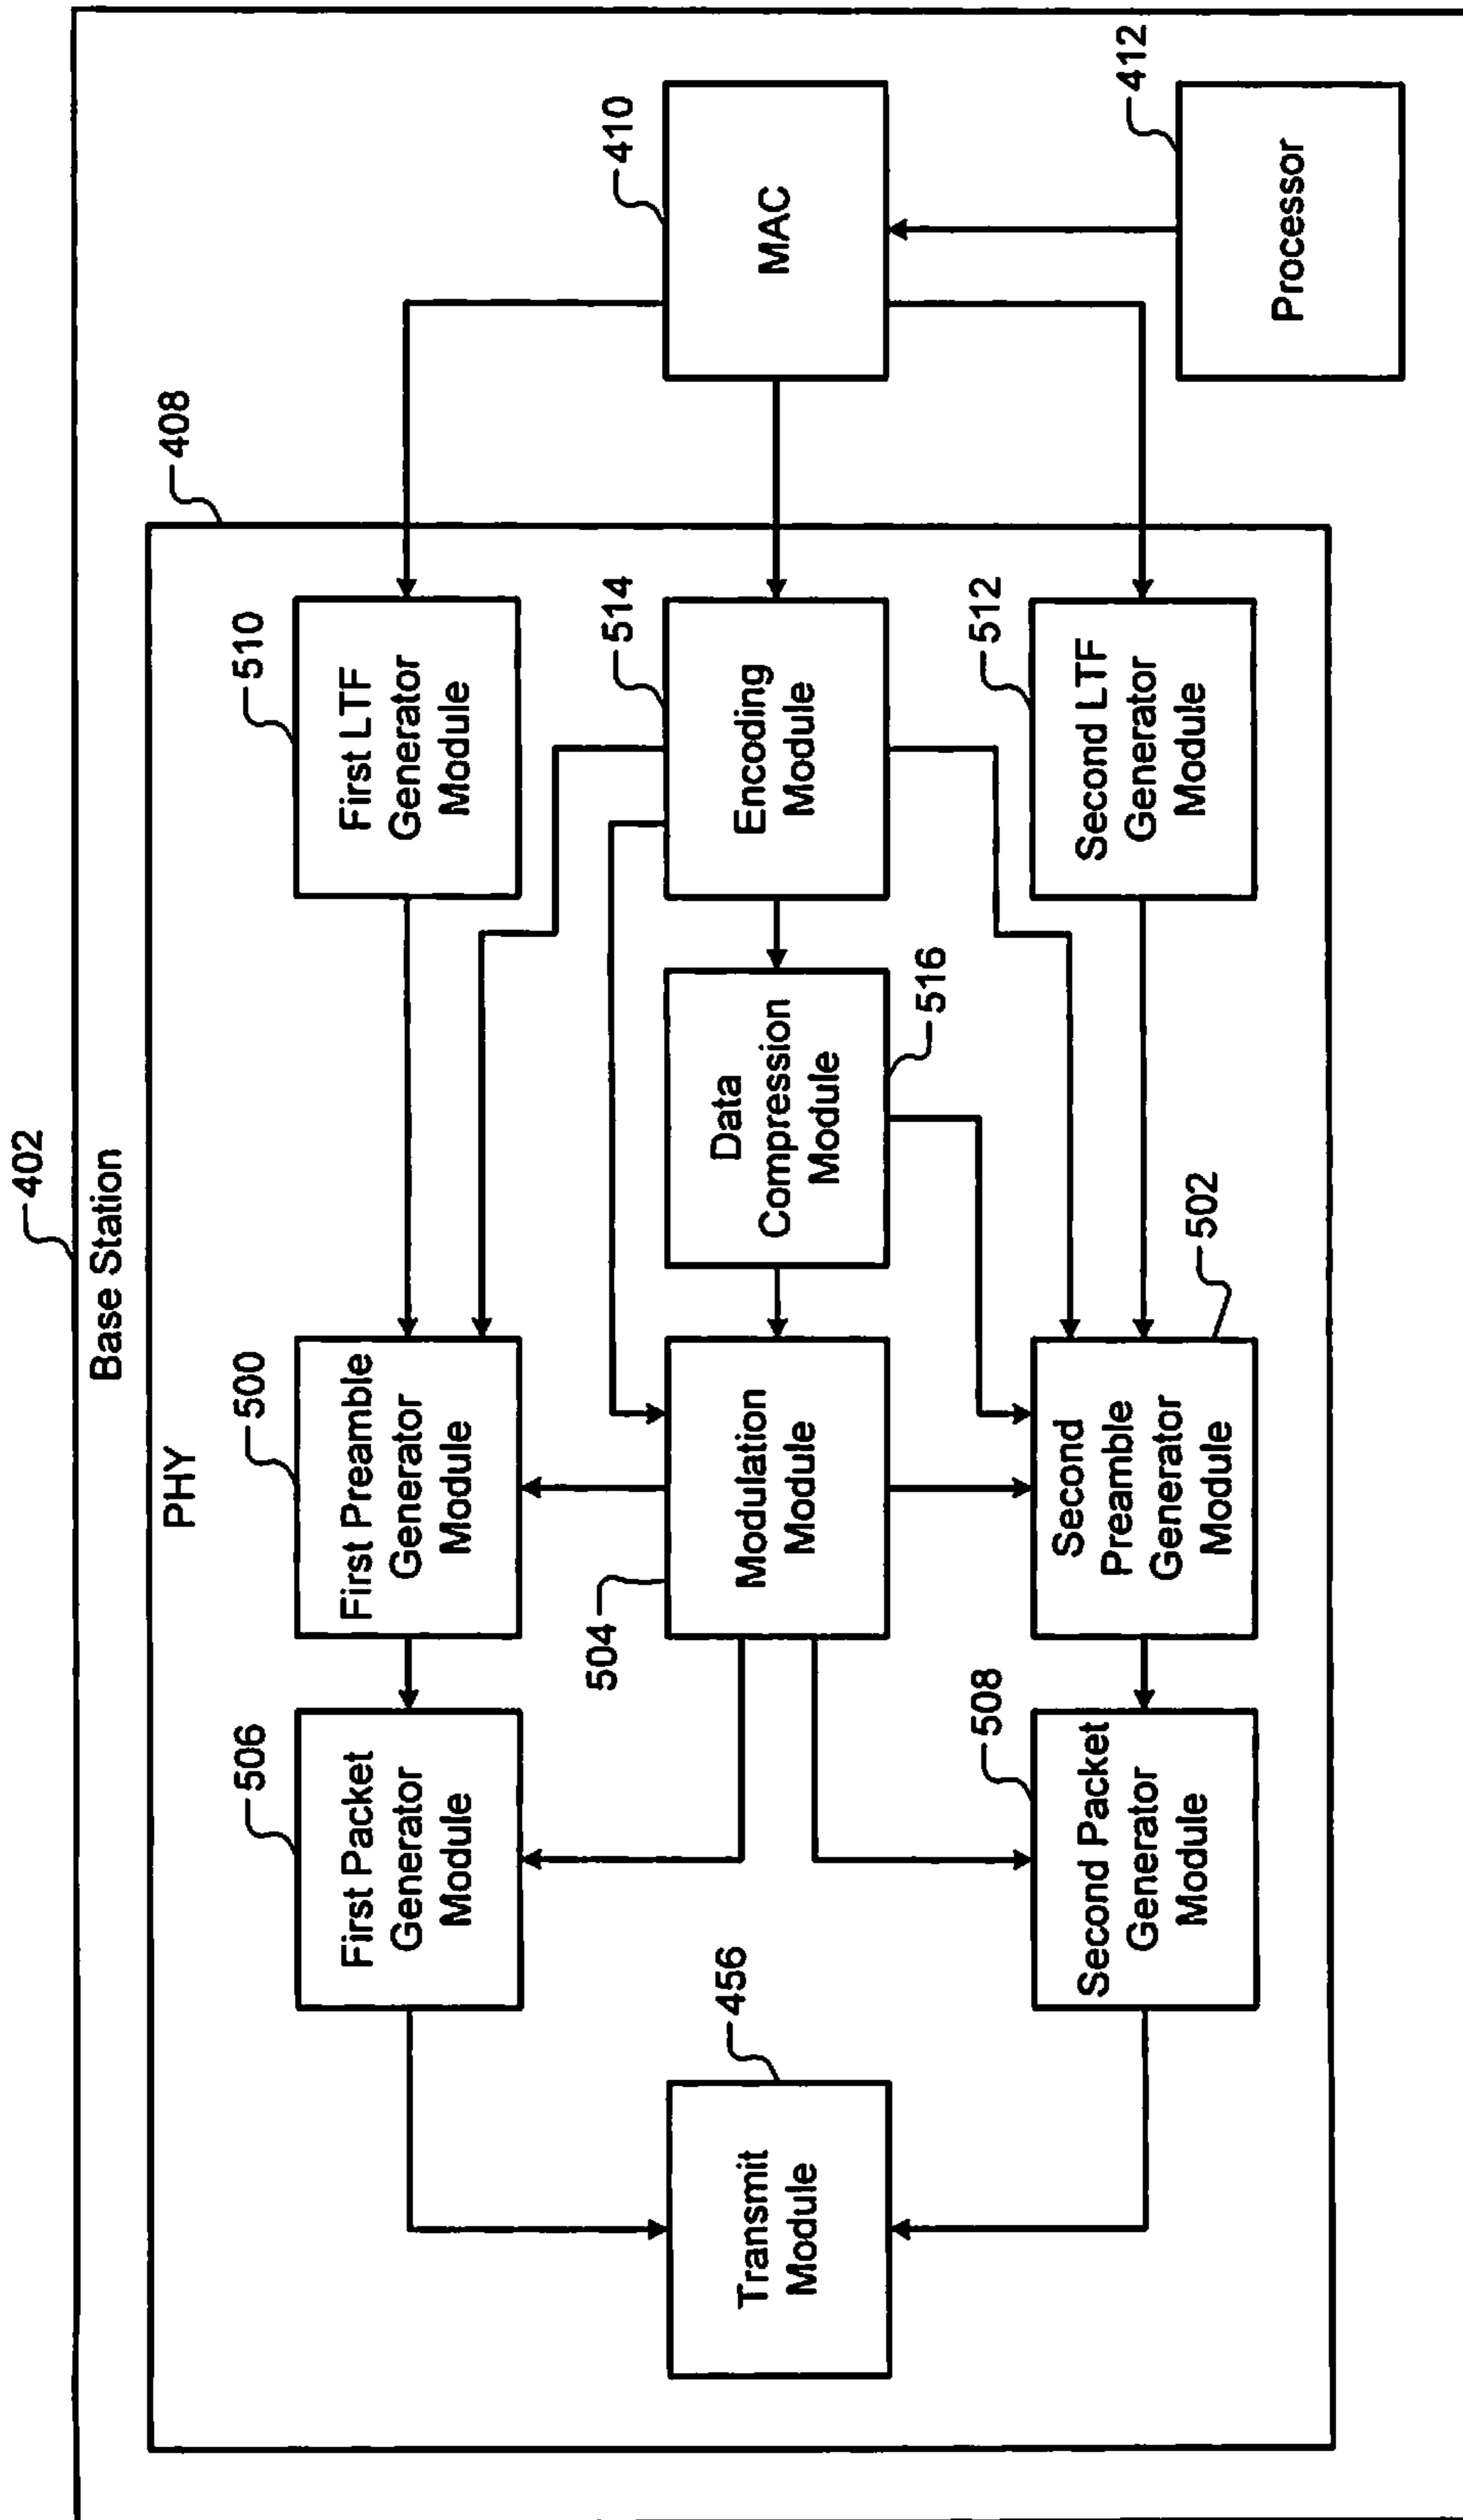 402
Base Station
408
PHY
506
First Packet
Generator
Module
500
First Preamble
Generator
Module
510
First LTF
Generator
Module
456
Transmit
Module
504
Modulation
Module
Data
Compression
Module
516
514
Encoding
Module
410
MAC
508
Second Packet
Generator
Module
502
Second
Preamble
Generator
Module
512
Second LTF
Generator
Module
412
Processor